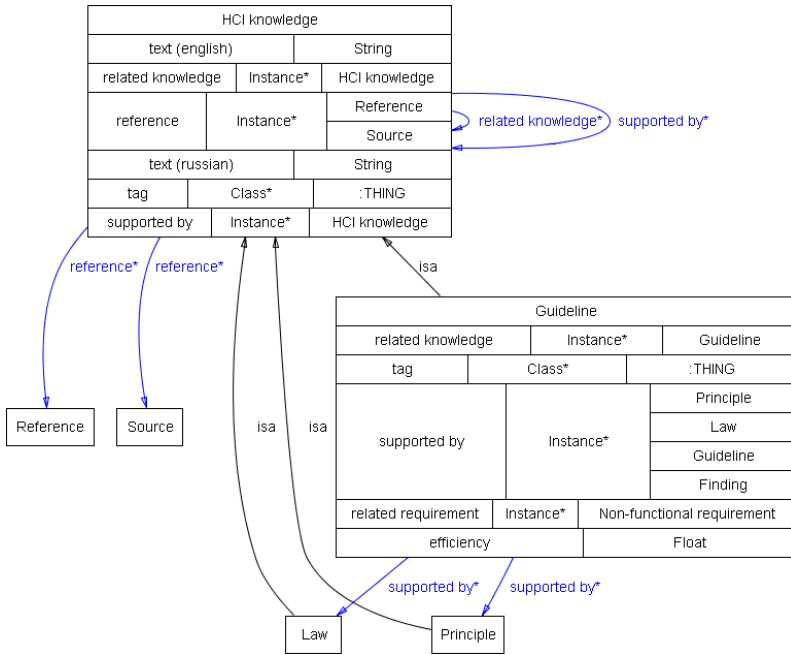 HCI knowledge
text (english) String
related knowledge Instance* HCI knowledge
reference Instance* Reference
Source
related knowledge* supported by*
text (russian) String
tag Class* :THING
supported by Instance* HCI knowledge
reference* reference* isa
Guideline
related knowledge Instance* Guideline
tag Class* :THING
supported by Instance* Principle
Law
Guideline
Finding
Reference Source isa isa
related requirement Instance* Non-functional requirement
efficiency Float
supported by* supported by*
Law Principle